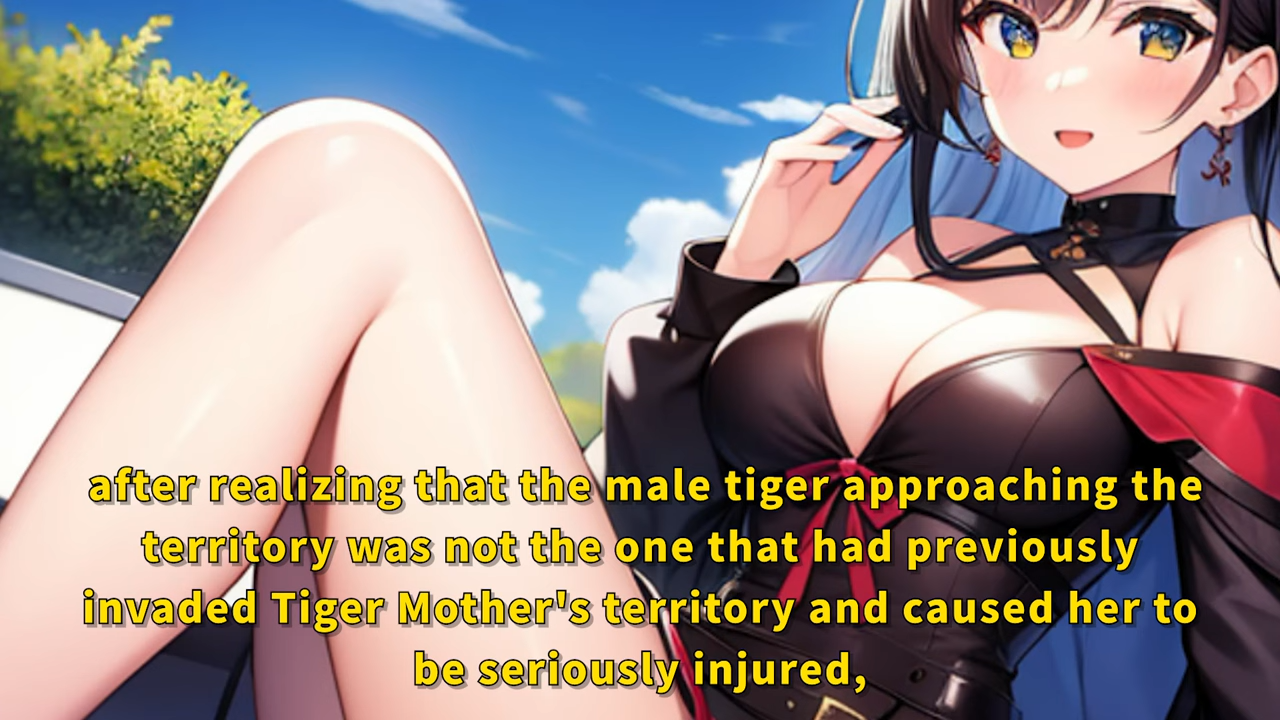 after realizing that the male tiger approaching the
territory was not the one that had previously
invaded Tiger Mother's territory and caused her to
be seriously injured,